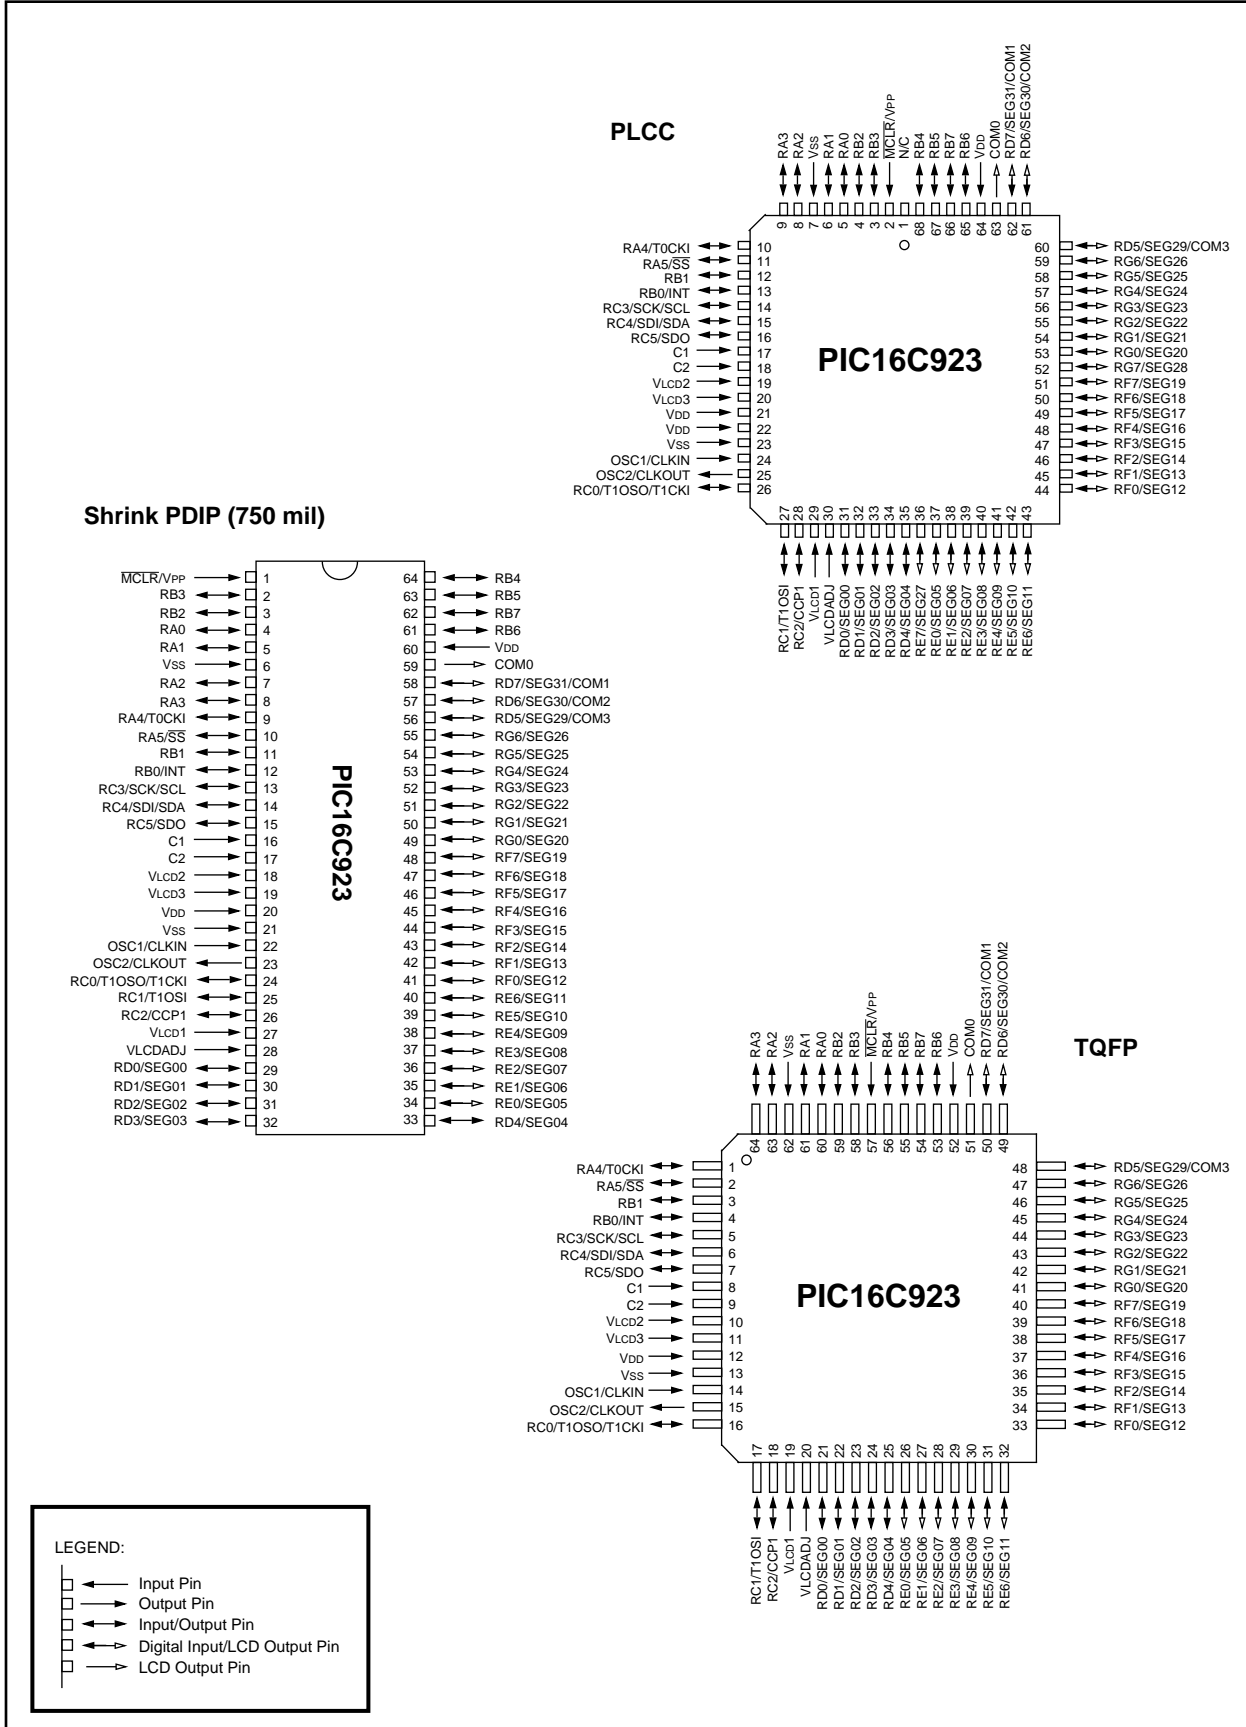 PLCC
RA3
RA2
VSS
RA1
RA0
RB2
RB3
MCLR/VPP
N/C
RB4
RB5
RB7
RB6
VDD
COM0
RD7/SEG31/COM1
RD6/SEG30/COM2
9 8 7 6 5 4 3 2 1 68 67 66 65 64 63 62 61
RA4/T0CKI 10
RA5/SS 11
RB1 12
RB0/INT 13
RC3/SCK/SCL 14
RC4/SDI/SDA 15
RC5/SDO 16
C1 17
C2 18
VLCD2 19
VLCD3 20
VDD 21
VDD 22
VSS 23
OSC1/CLKIN 24
OSC2/CLKOUT 25
RC0/T1OSO/T1CKI 26
PIC16C923
60 RD5/SEG29/COM3
59 RG6/SEG26
58 RG5/SEG25
57 RG4/SEG24
56 RG3/SEG23
55 RG2/SEG22
54 RG1/SEG21
53 RG0/SEG20
52 RG7/SEG28
51 RF7/SEG19
50 RF6/SEG18
49 RF5/SEG17
48 RF4/SEG16
47 RF3/SEG15
46 RF2/SEG14
45 RF1/SEG13
44 RF0/SEG12
27 28 29 30 31 32 33 34 35 36 37 38 39 40 41 42 43
RC1/T1OSI
RC2/CCP1
VLCD1
VLCDADJ
RD0/SEG00
RD1/SEG01
RD2/SEG02
RD3/SEG03
RD4/SEG04
RE7/SEG27
RE0/SEG05
RE1/SEG06
RE2/SEG07
RE3/SEG08
RE4/SEG09
RE5/SEG10
RE6/SEG11
Shrink PDIP (750 mil)
MCLR/VPP 1 64 RB4
RB3 2 63 RB5
RB2 3 62 RB7
RA0 4 61 RB6
RA1 5 60 VDD
VSS 6 59 COM0
RA2 7 58 RD7/SEG31/COM1
RA3 8 57 RD6/SEG30/COM2
RA4/T0CKI 9 56 RD5/SEG29/COM3
RA5/SS 10 55 RG6/SEG26
RB1 11 54 RG5/SEG25
RB0/INT 12 53 RG4/SEG24
RC3/SCK/SCL 13 52 RG3/SEG23
RC4/SDI/SDA 14 51 RG2/SEG22
RC5/SDO 15 50 RG1/SEG21
C1 16 49 RG0/SEG20
C2 17 48 RF7/SEG19
VLCD2 18 47 RF6/SEG18
VLCD3 19 46 RF5/SEG17
VDD 20 45 RF4/SEG16
VSS 21 44 RF3/SEG15
OSC1/CLKIN 22 43 RF2/SEG14
OSC2/CLKOUT 23 42 RF1/SEG13
RC0/T1OSO/T1CKI 24 41 RF0/SEG12
RC1/T1OSI 25 40 RE6/SEG11
RC2/CCP1 26 39 RE5/SEG10
VLCD1 27 38 RE4/SEG09
VLCDADJ 28 37 RE3/SEG08
RD0/SEG00 29 36 RE2/SEG07
RD1/SEG01 30 35 RE1/SEG06
RD2/SEG02 31 34 RE0/SEG05
RD3/SEG03 32 33 RD4/SEG04
PIC16C923
TQFP
RA3
RA2
VSS
RA1
RA0
RB2
RB3
MCLR/VPP
RB4
RB5
RB7
RB6
VDD
COM0
RD7/SEG31/COM1
RD6/SEG30/COM2
64 63 62 61 60 59 58 57 56 55 54 53 52 51 50 49
RA4/T0CKI 1
RA5/SS 2
RB1 3
RB0/INT 4
RC3/SCK/SCL 5
RC4/SDI/SDA 6
RC5/SDO 7
C1 8
C2 9
VLCD2 10
VLCD3 11
VDD 12
VSS 13
OSC1/CLKIN 14
OSC2/CLKOUT 15
RC0/T1OSO/T1CKI 16
PIC16C923
48 RD5/SEG29/COM3
47 RG6/SEG26
46 RG5/SEG25
45 RG4/SEG24
44 RG3/SEG23
43 RG2/SEG22
42 RG1/SEG21
41 RG0/SEG20
40 RF7/SEG19
39 RF6/SEG18
38 RF5/SEG17
37 RF4/SEG16
36 RF3/SEG15
35 RF2/SEG14
34 RF1/SEG13
33 RF0/SEG12
17 18 19 20 21 22 23 24 25 26 27 28 29 30 31 32
RC1/T1OSI
RC2/CCP1
VLCD1
VLCDADJ
RD0/SEG00
RD1/SEG01
RD2/SEG02
RD3/SEG03
RD4/SEG04
RE0/SEG05
RE1/SEG06
RE2/SEG07
RE3/SEG08
RE4/SEG09
RE5/SEG10
RE6/SEG11
LEGEND:
Input Pin
Output Pin
Input/Output Pin
Digital Input/LCD Output Pin
LCD Output Pin